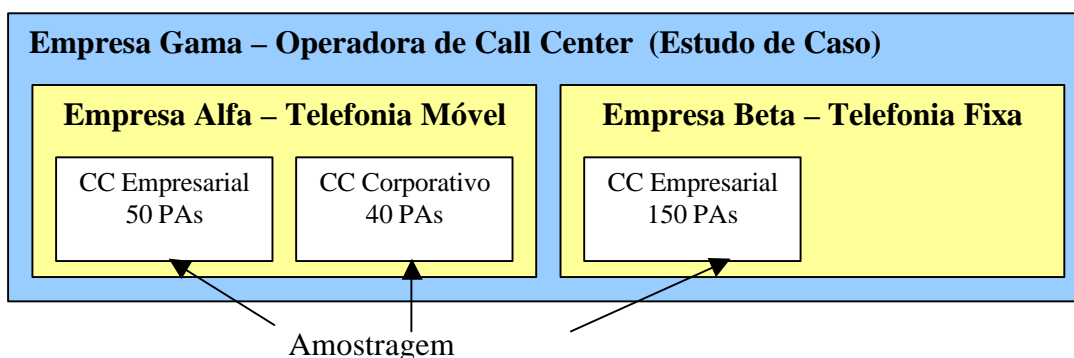 Empresa Gama – Operadora de Call Center (Estudo de Caso)
Empresa Alfa – Telefonia Móvel
CC Empresarial
50 PAs
CC Corporativo
40 PAs
Empresa Beta – Telefonia Fixa
CC Empresarial
150 PAs
Amostragem